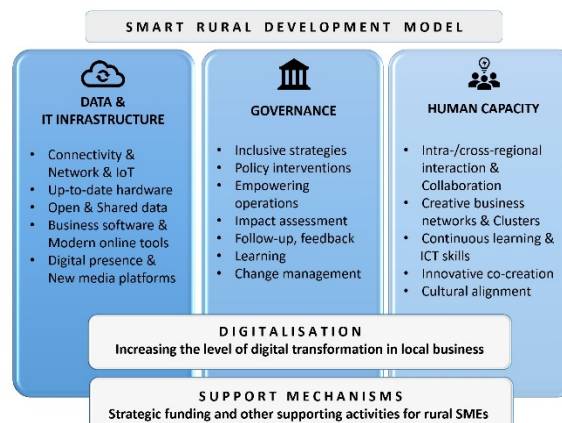 SMART RURAL DEVELOPMENT MODEL
DATA &
IT INFRASTRUCTURE
• Connectivity &
Network & IoT
• Up-to-date hardware
• Open & Shared data
• Business software &
Modern online tools
• Digital presence &
New media platforms
GOVERNANCE
• Inclusive strategies
• Policy interventions
• Empowering
operations
• Impact assessment
• Follow-up, feedback
• Learning
• Change management
HUMAN CAPACITY
• Intra-/cross-regional
interaction &
Collaboration
• Creative business
networks & Clusters
• Continuous learning &
ICT skills
• Innovative co-creation
• Cultural alignment
DIGITALISATION
Increasing the level of digital transformation in local business
SUPPORT MECHANISMS
Strategic funding and other supporting activities for rural SMEs